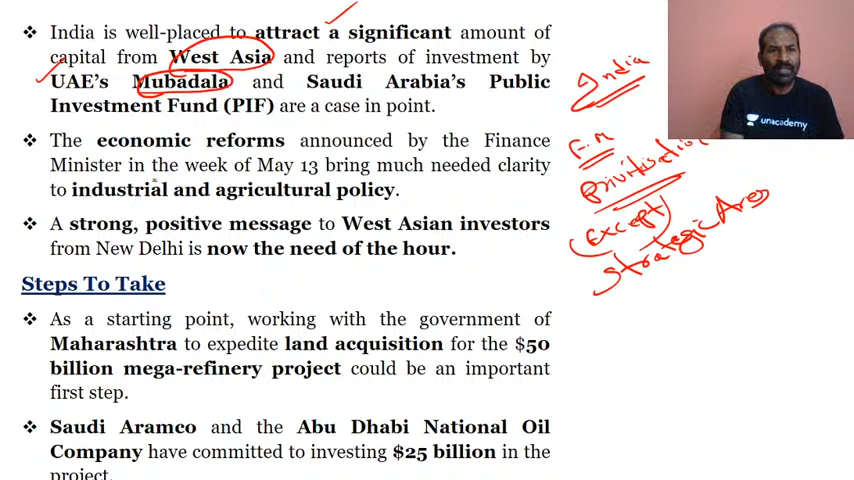 ❖ India is well-placed to attract a significant amount of
capital from West Asia and reports of investment by
UAE's Mubadala and Saudi Arabia's Public
Investment Fund (PIF) are a case in point.
❖ The economic reforms announced by the Finance
Minister in the week of May 13 bring much needed clarity
to industrial and agricultural policy.
❖ A strong, positive message to West Asian investors
from New Delhi is now the need of the hour.
Steps To Take
❖ As a starting point, working with the government of
Maharashtra to expedite land acquisition for the $50
billion mega-refinery project could be an important
first step.
❖ Saudi Aramco and the Abu Dhabi National Oil
Company have committed to investing $25 billion in the
project.
India
F.M
Except
Strategic Area
unacademy